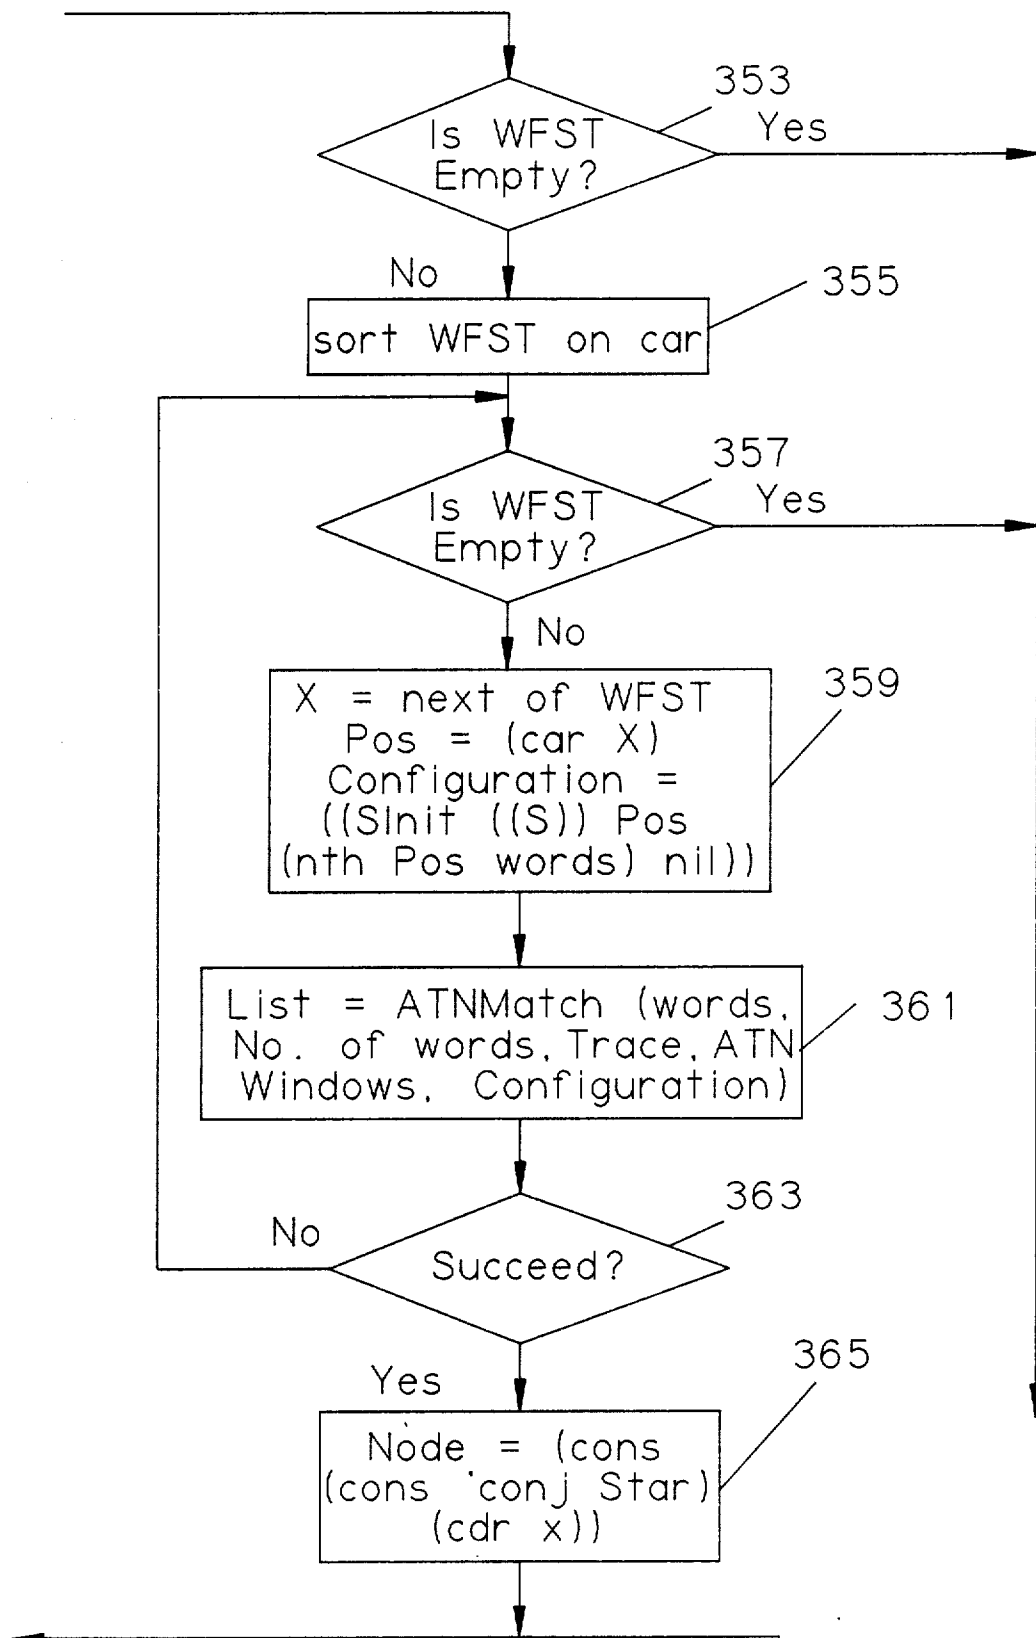 353
Is WFST
Empty?
Yes
No
355
sort WFST on car
357
Is WFST
Empty?
Yes
No
359
X = next of WFST
Pos = (car X)
Configuration =
((SInit ((S)) Pos
(nth Pos words) nil))
361
List = ATNMatch (words,
No. of words, Trace, ATN
Windows, Configuration)
363
No
Succeed?
Yes
365
Node = (cons
(cons 'conj Star)
(cdr x))